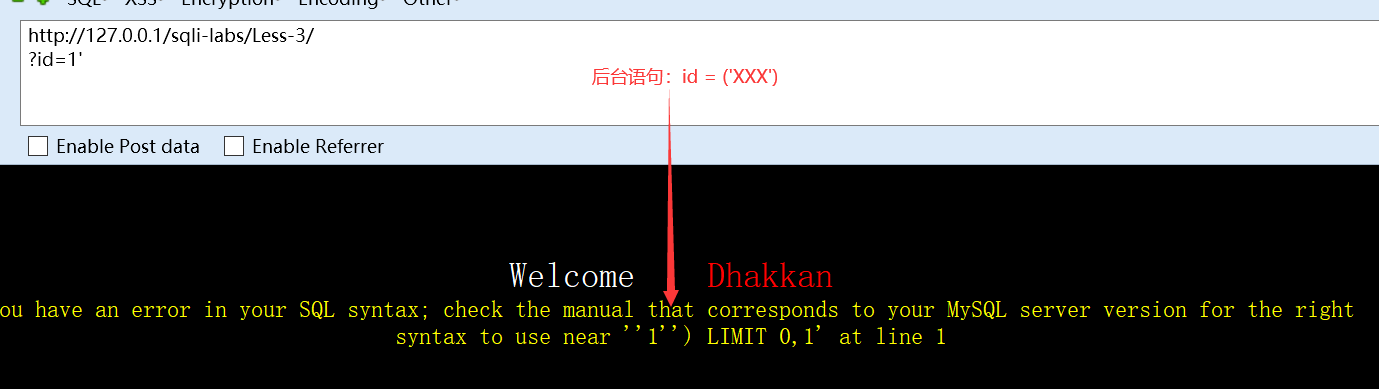 SQL XSS Encryption Encoding Other
http://127.0.0.1/sqli-labs/Less-3/
?id=1'
后台语句：id = ('XXX')
Enable Post data Enable Referrer
Welcome Dhakkan
ou have an error in your SQL syntax; check the manual that corresponds to your MySQL server version for the right
syntax to use near ''1'') LIMIT 0,1' at line 1